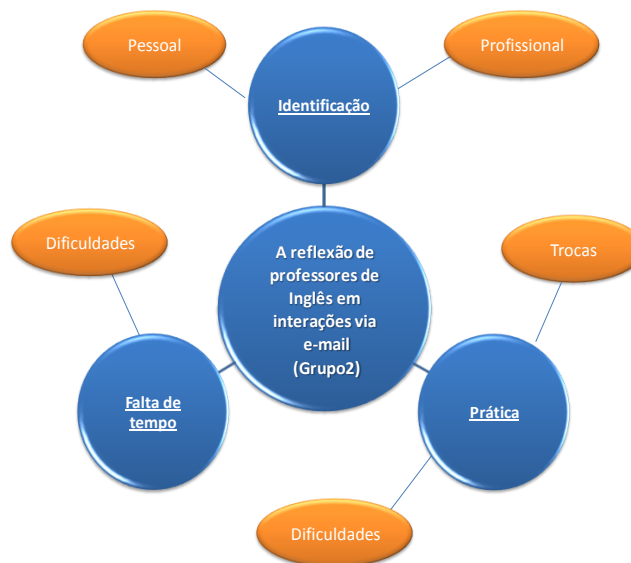 Pessoal
Profissional
Identificação
Dificuldades
Trocas
A reflexão de
professores de
Inglês em
interações via
e-mail
(Grupo2)
Falta de
tempo
Prática
Dificuldades